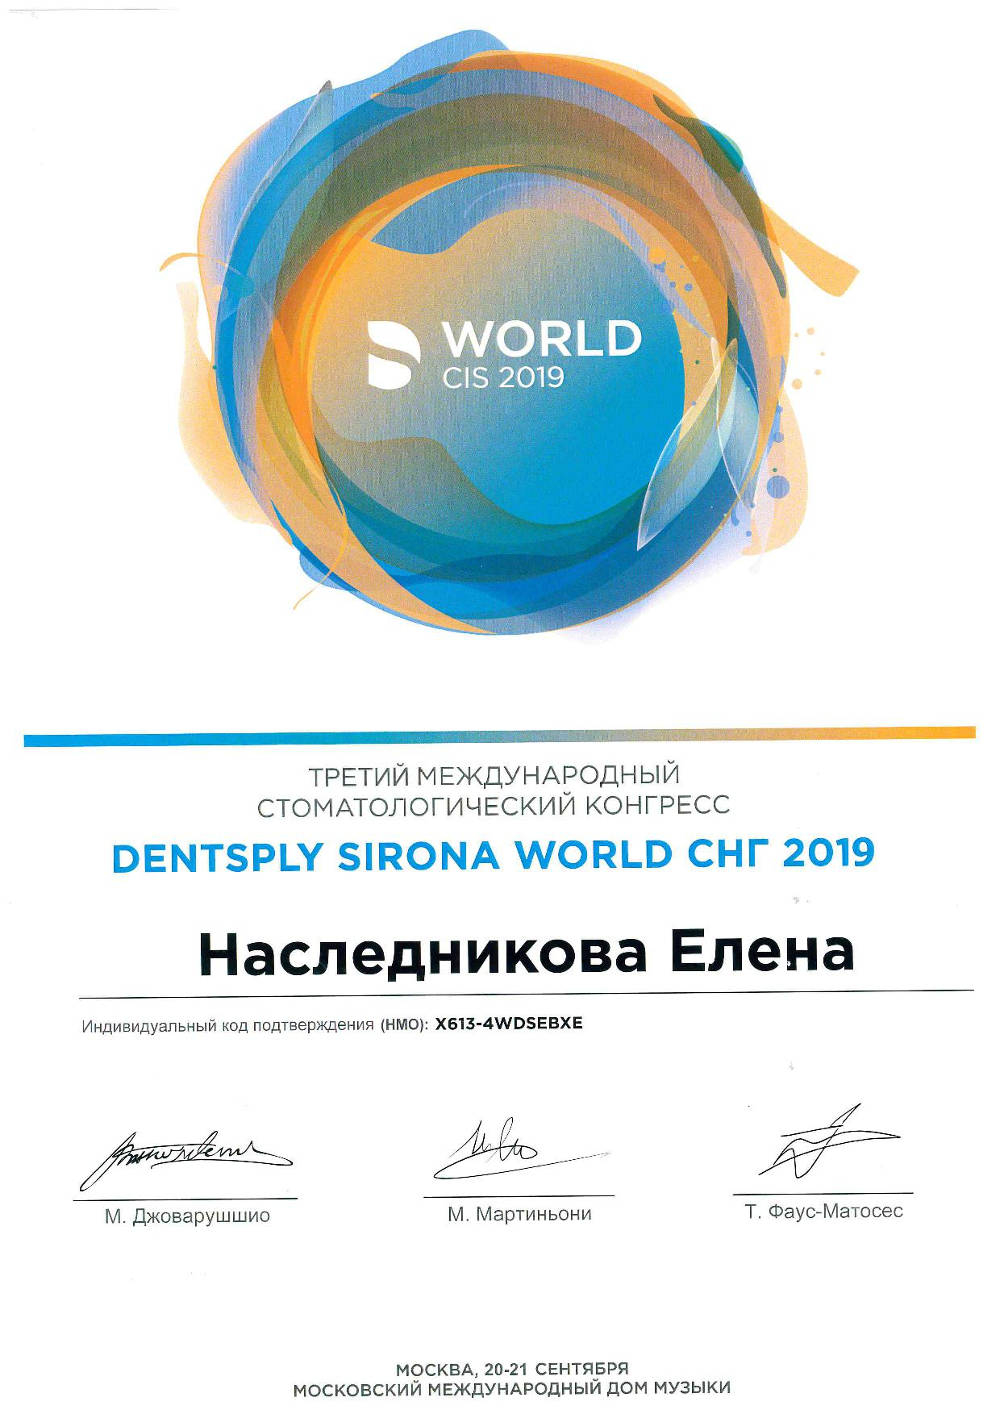 WORLD
CIS 2019
ТРЕТИЙ МЕЖДУНАРОДНЫЙ
СТОМАТОЛОГИЧЕСКИЙ КОНГРЕСС
DENTSPLY SIRONA WORLD СНГ 2019
Наследникова Елена
Индивидуальный код подтверждения (НМО): X613-4WDSEBXE
М. Джоварушшио
М. Мартиньони
Т. Фаус-Матосес
МОСКВА, 20-21 СЕНТЯБРЯ
МОСКОВСКИЙ МЕЖДУНАРОДНЫЙ ДОМ МУЗЫКИ